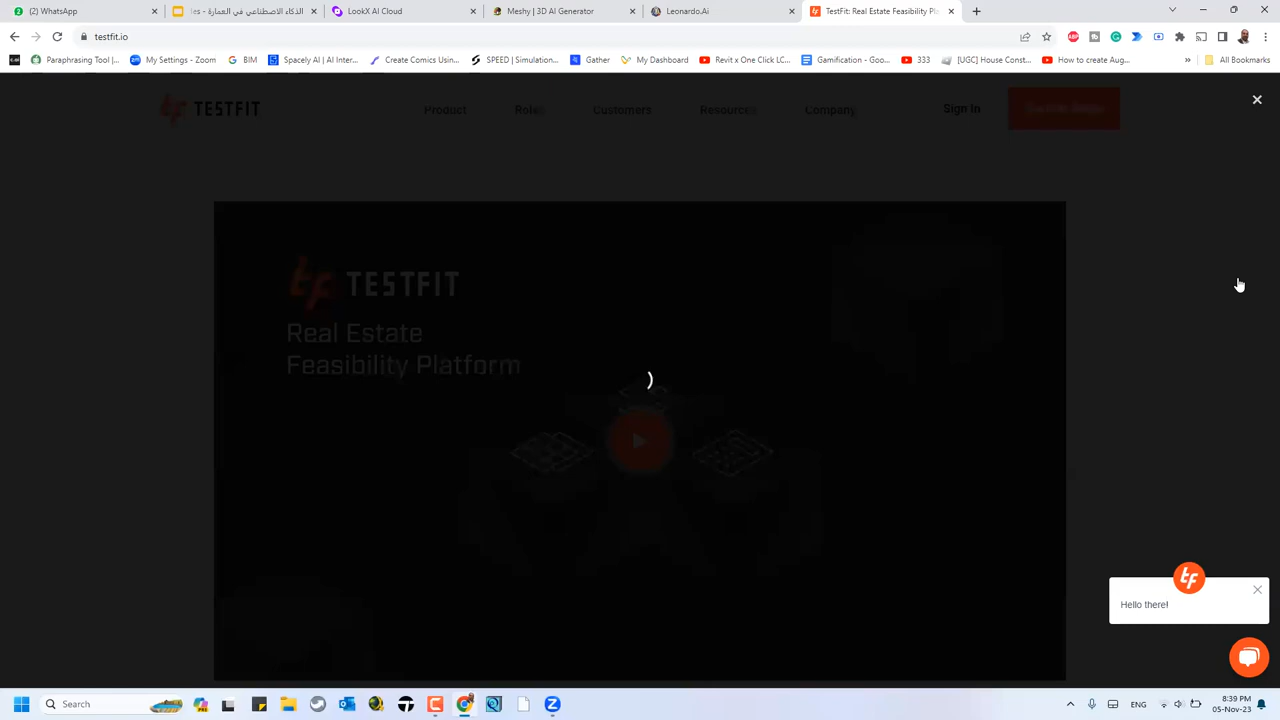 (2) WhatsApp
الذكاء الاصطناعي في العمارة - les
LookX AI Cloud
Meshy | 3D AI Generator
Leonardo.Ai
TestFit: Real Estate Feasibility Pl
testfit.io
Paraphrasing Tool |...
My Settings - Zoom
BIM
Spacely AI | AI Inter...
Create Comics Usin...
SPEED | Simulation...
Gather
My Dashboard
Revit x One Click LC...
Gamification - Goo...
333
[UGC] House Const...
How to create Aug...
»
All Bookmarks
TESTFIT
Product
Roles
Customers
Resources
Company
Sign In
tf TESTFIT
Real Estate
Feasibility Platform
Hello there!
Search
ENG
8:39 PM
05-Nov-23